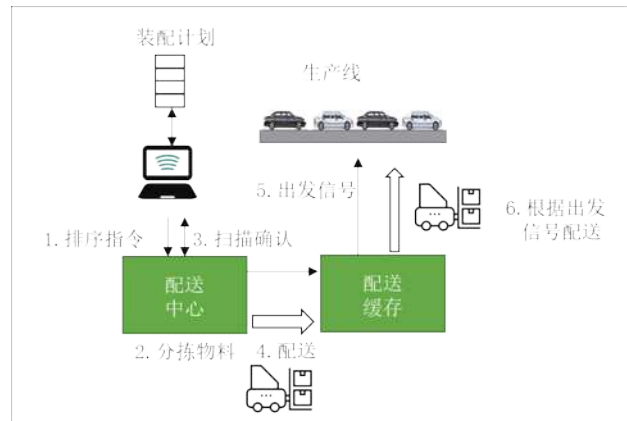 装配计划
生产线
5. 出发信号
6. 根据出发
信号配送
1. 排序指令
3. 扫描确认
配送
中心
配送
缓存
2. 分拣物料
4. 配送